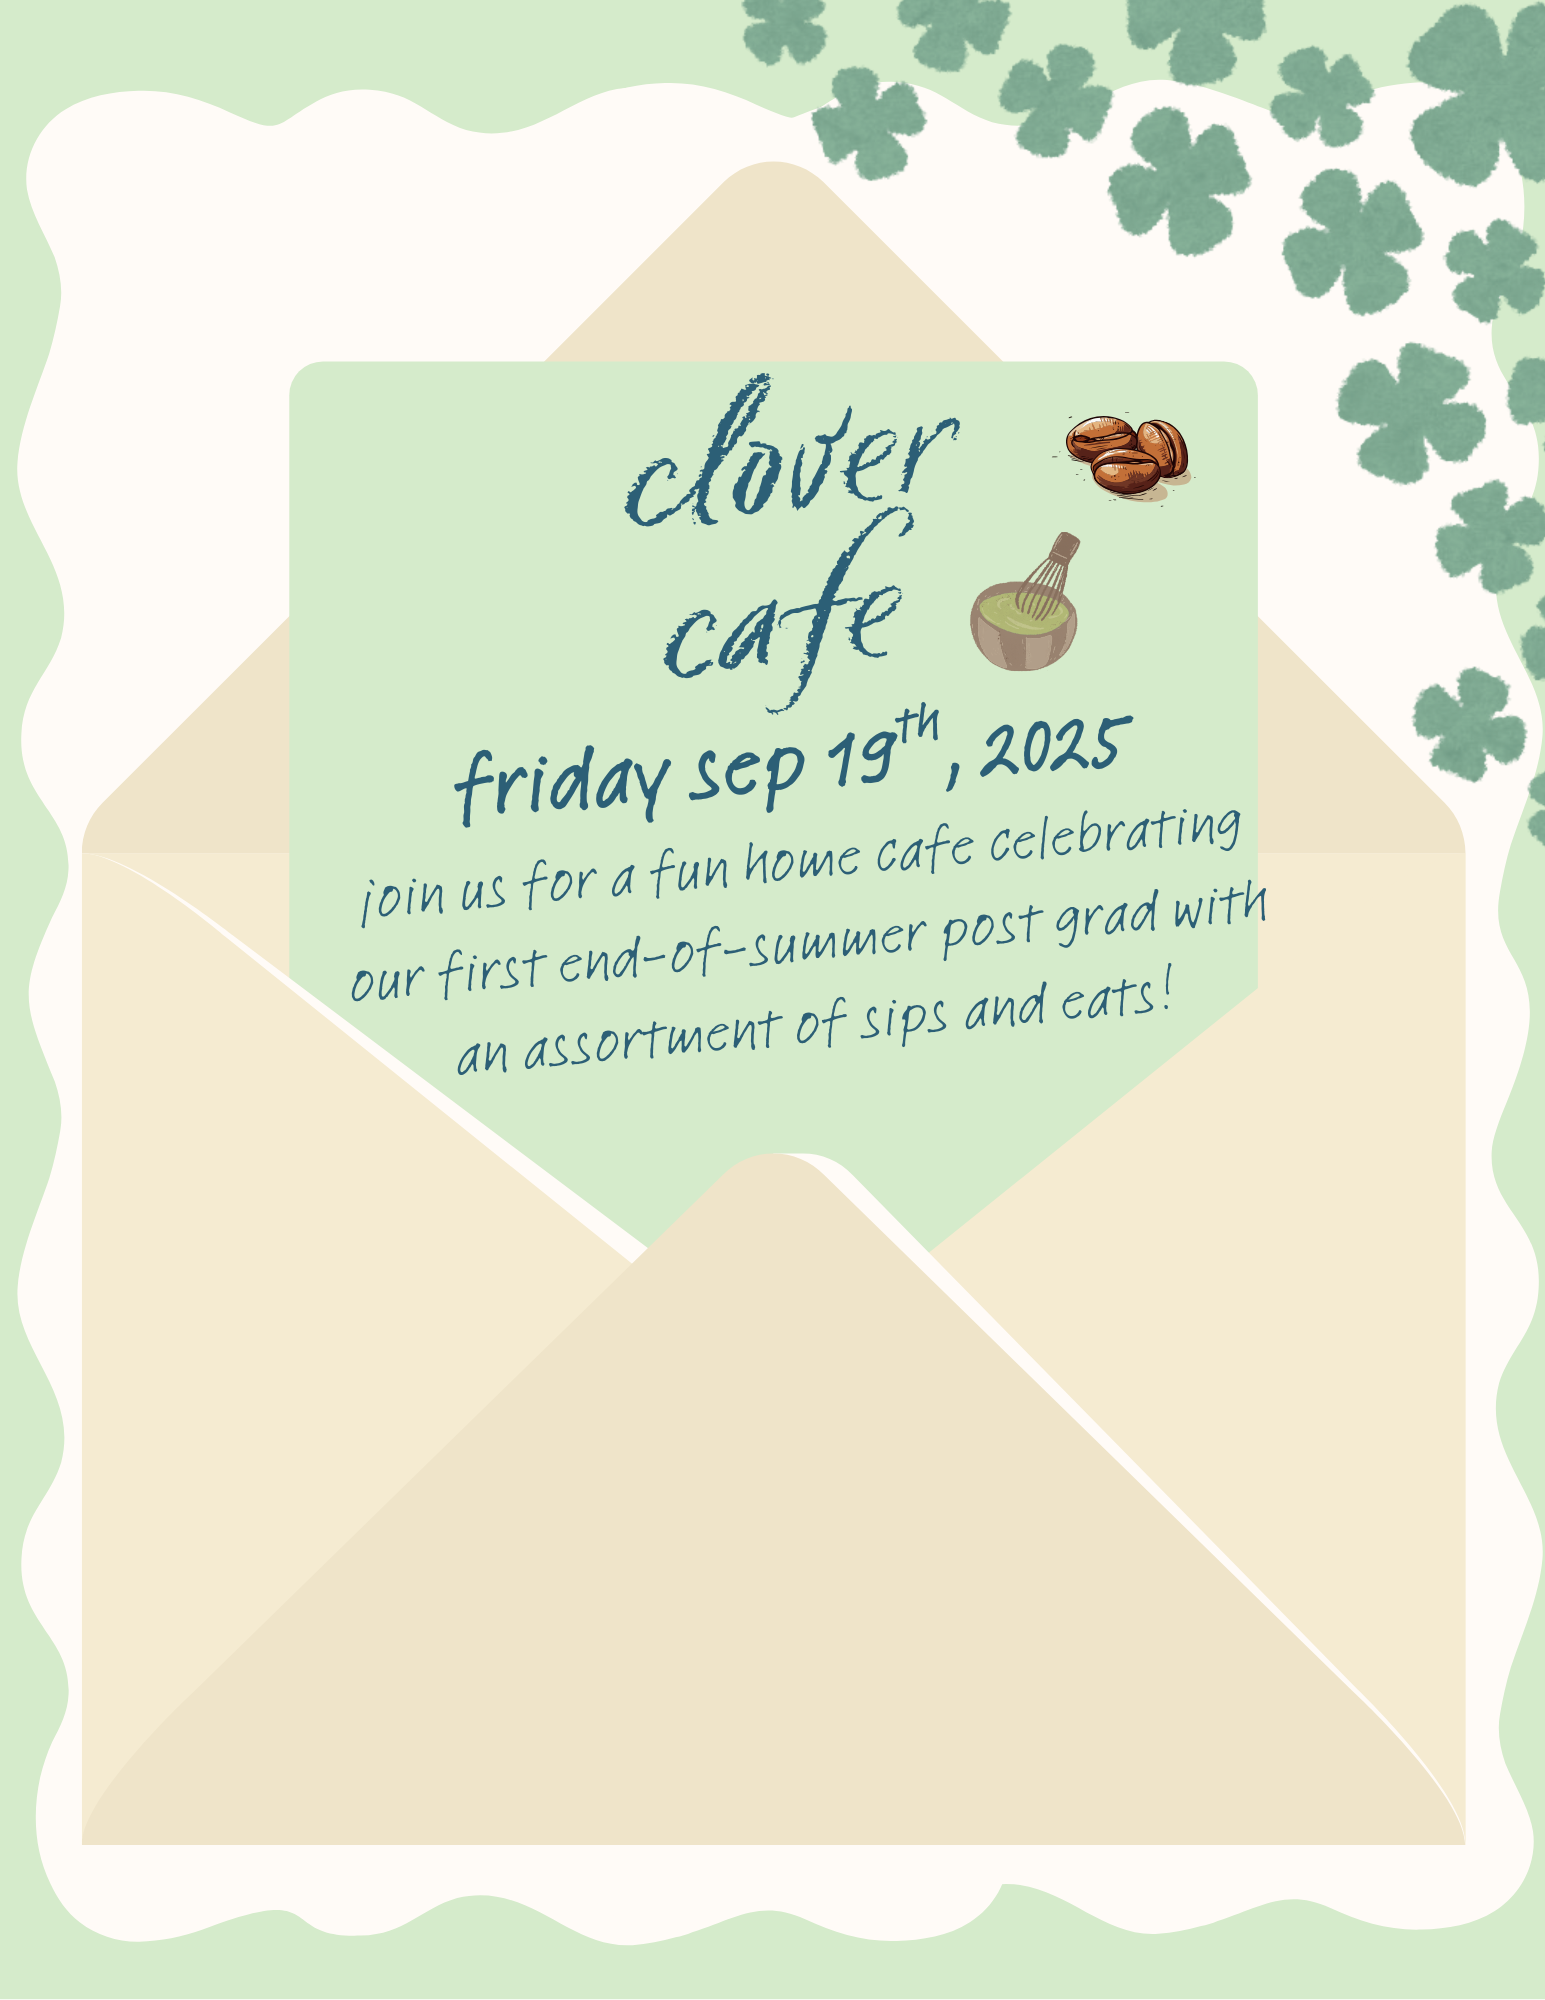 clover
cafe
friday sep 19th, 2025
join us for a fun home cafe celebrating
our first end-of-summer post grad with
an assortment of sips and eats!